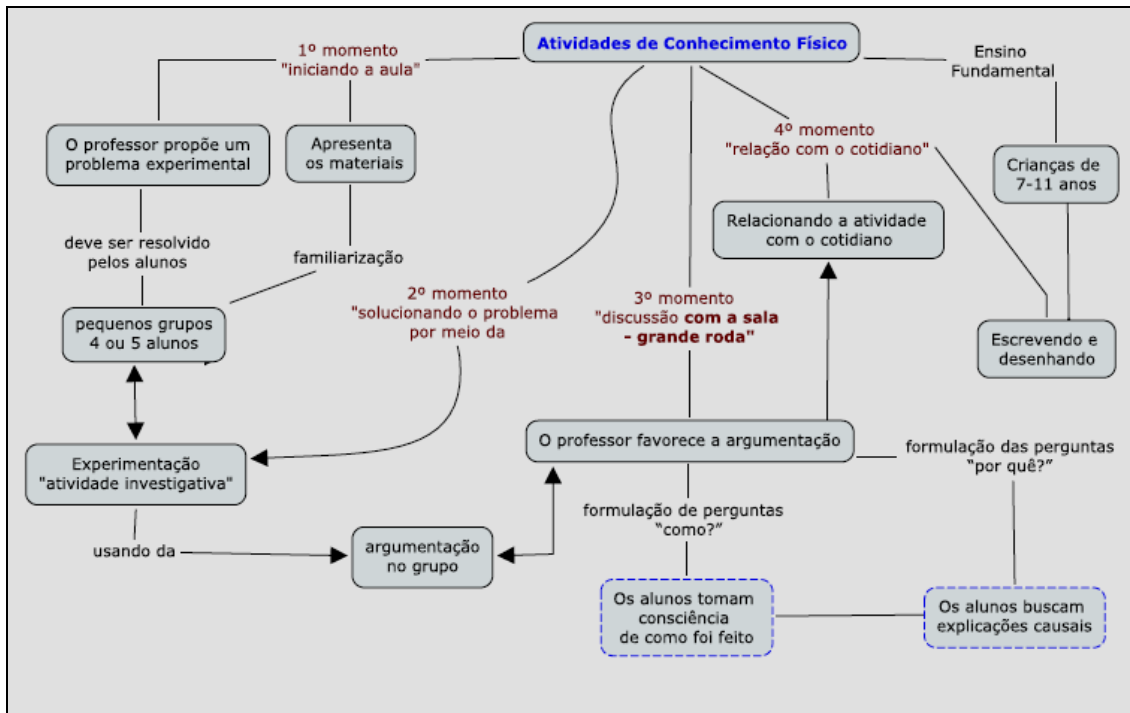 Atividades de Conhecimento Físico
1º momento
"iniciando a aula"
Ensino
Fundamental
O professor propõe um
problema experimental
Apresenta
os materiais
4º momento
"relação com o cotidiano"
Crianças de
7-11 anos
deve ser resolvido
pelos alunos
familiarização
Relacionando a atividade
com o cotidiano
2º momento
"solucionando o problema
por meio da
3º momento
"discussão com a sala
- grande roda"
pequenos grupos
4 ou 5 alunos
Escrevendo e
desenhando
O professor favorece a argumentação
Experimentação
"atividade investigativa"
formulação das perguntas
“por quê?”
formulação de perguntas
“como?”
usando da
argumentação
no grupo
Os alunos tomam
consciência
de como foi feito
Os alunos buscam
explicações causais